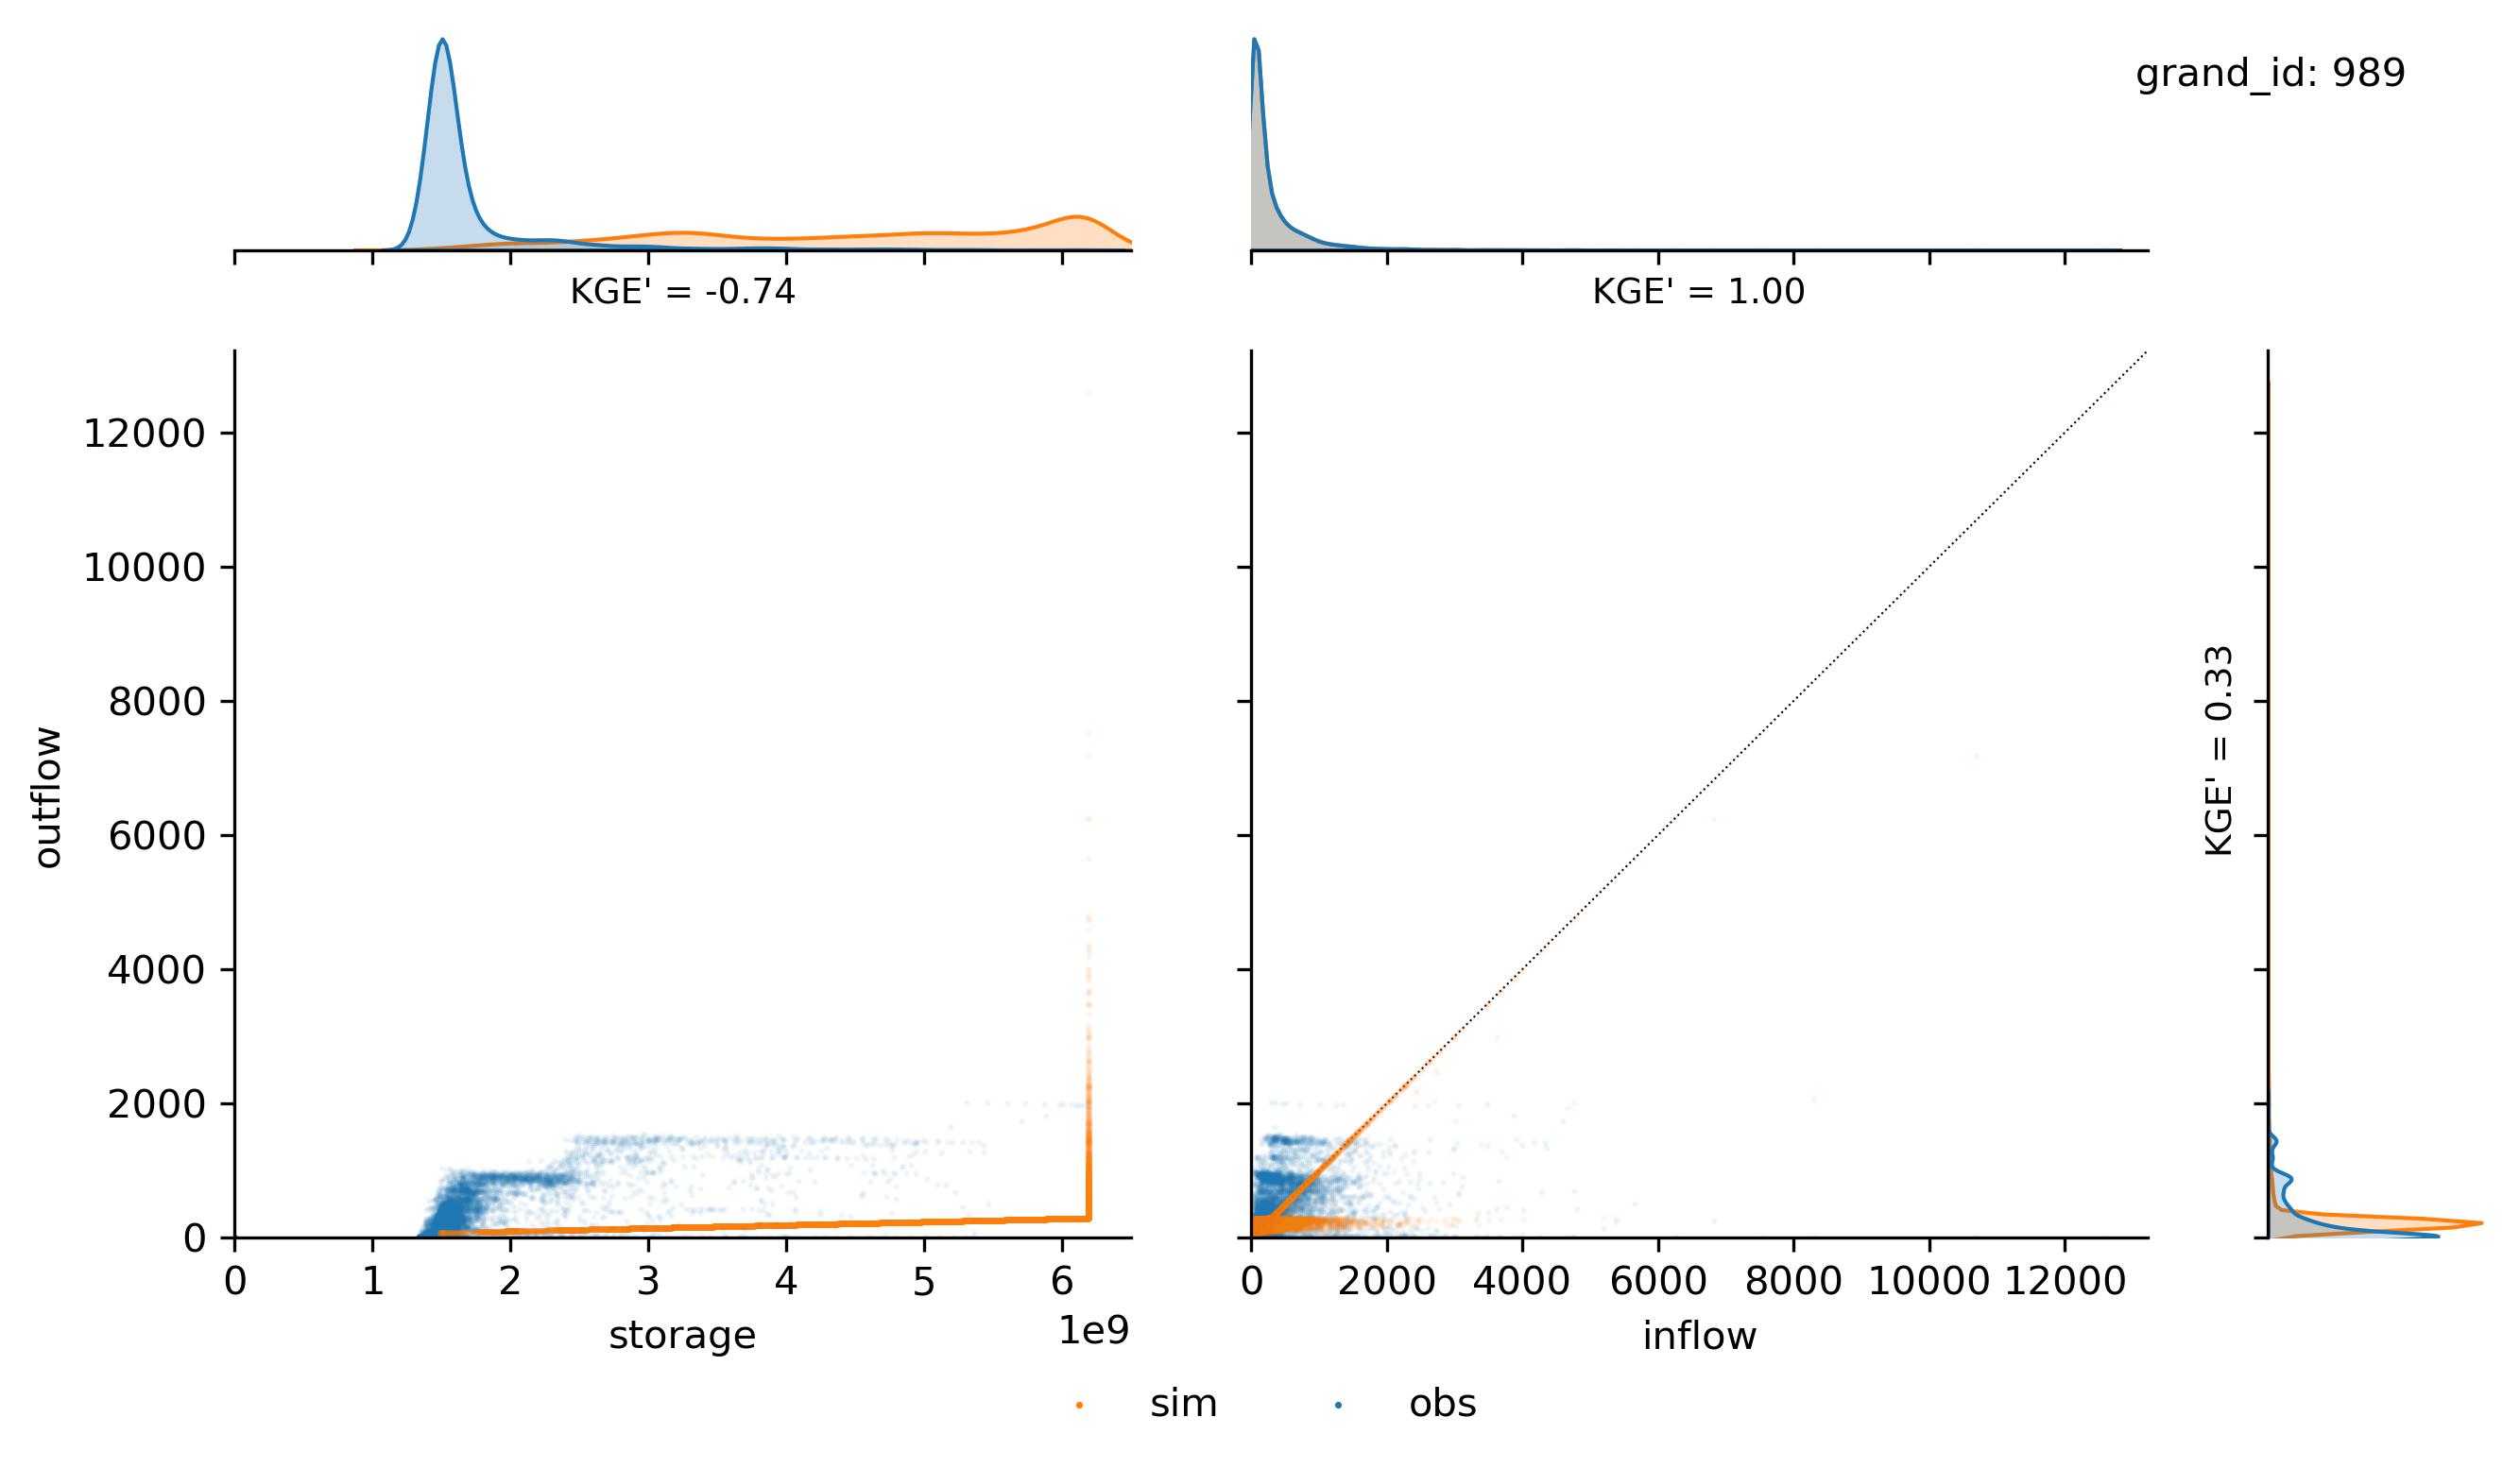 grand_id: 989
KGE' = -0.74
KGE' = 1.00
outflow
12000
10000
8000
6000
4000
2000
0
KGE' = 0.33
0 1 2 3 4 5 6
1e9
storage
0 2000 4000 6000 8000 10000 12000
inflow
sim obs